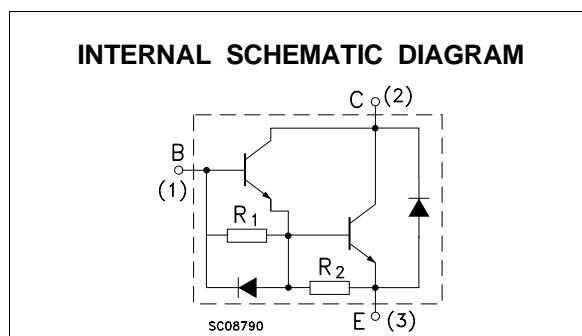 INTERNAL SCHEMATIC DIAGRAM
C (2)
B
(1)
R1
R2
SC08790
E (3)